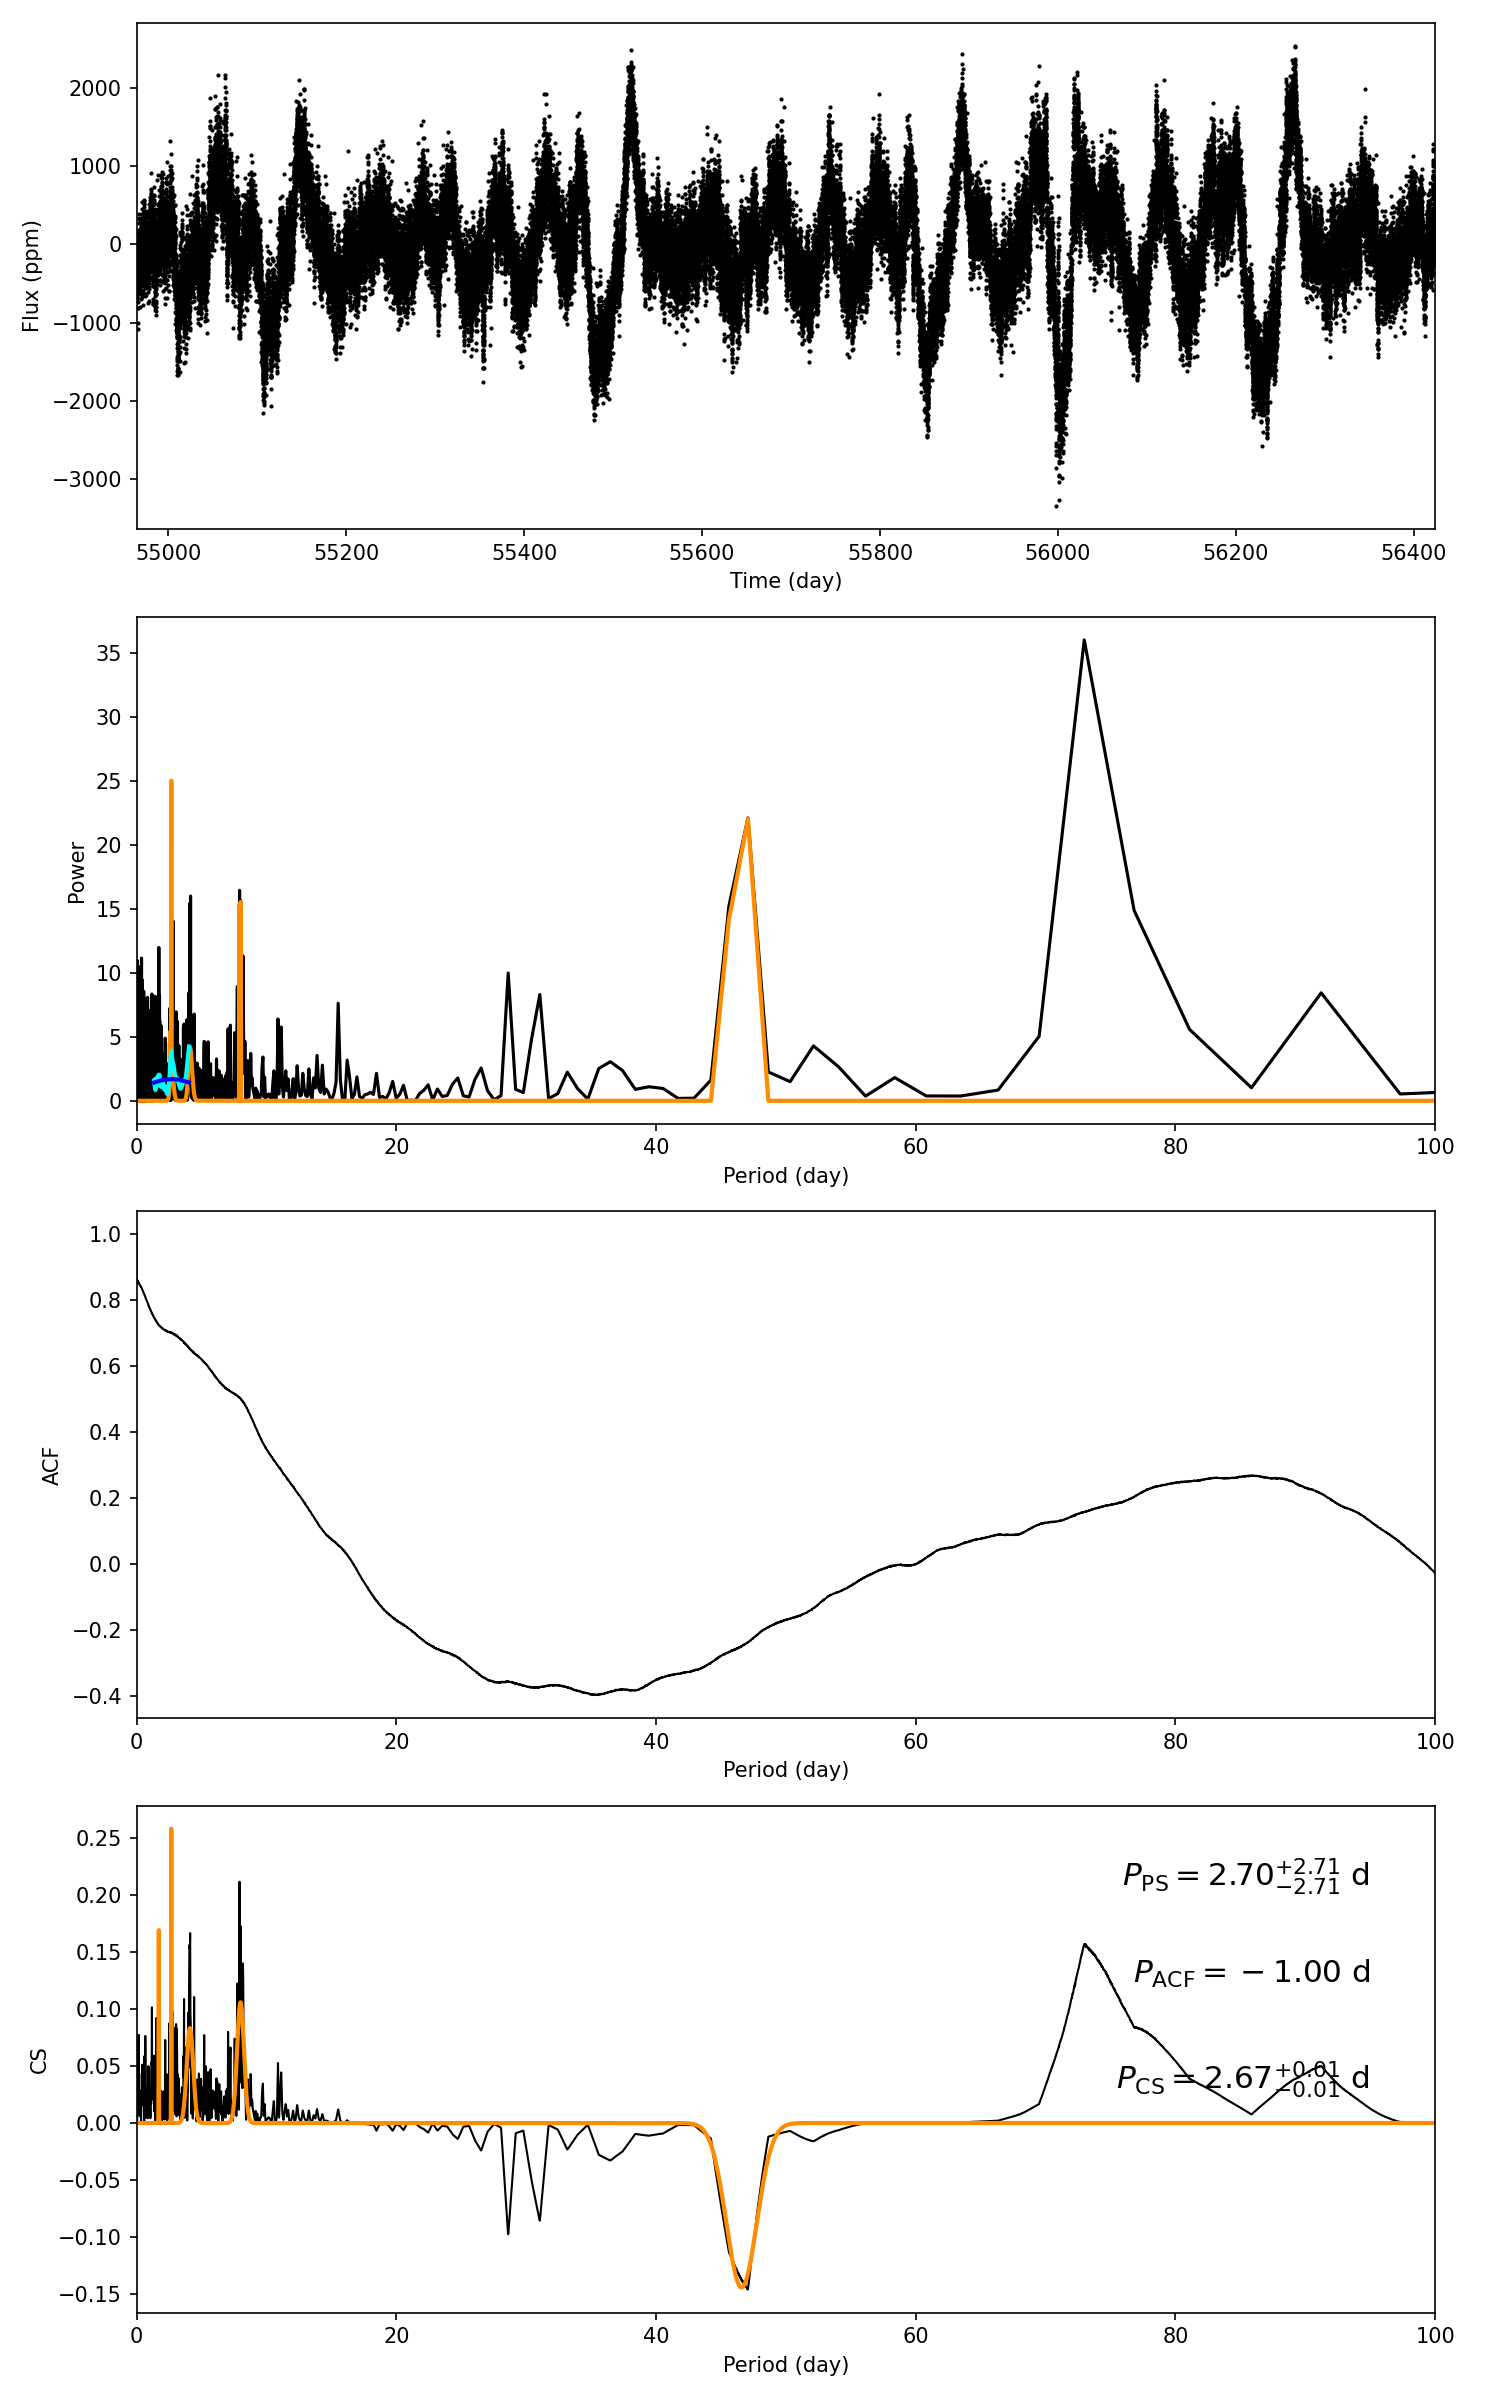 2000
1000
0
−1000
−2000
−3000
Flux (ppm)
55000 55200 55400 55600 55800 56000 56200 56400
Time (day)
35
30
25
20
15
10
5
0
Power
0 20 40 60 80 100
Period (day)
1.0
0.8
0.6
0.4
0.2
0.0
−0.2
−0.4
ACF
0 20 40 60 80 100
Period (day)
0.25
0.20
0.15
0.10
0.05
0.00
−0.05
−0.10
−0.15
CS
P_PS = 2.70^{+2.71}_{−2.71} d
P_ACF = −1.00 d
P_CS = 2.67^{+0.01}_{−0.01} d
0 20 40 60 80 100
Period (day)